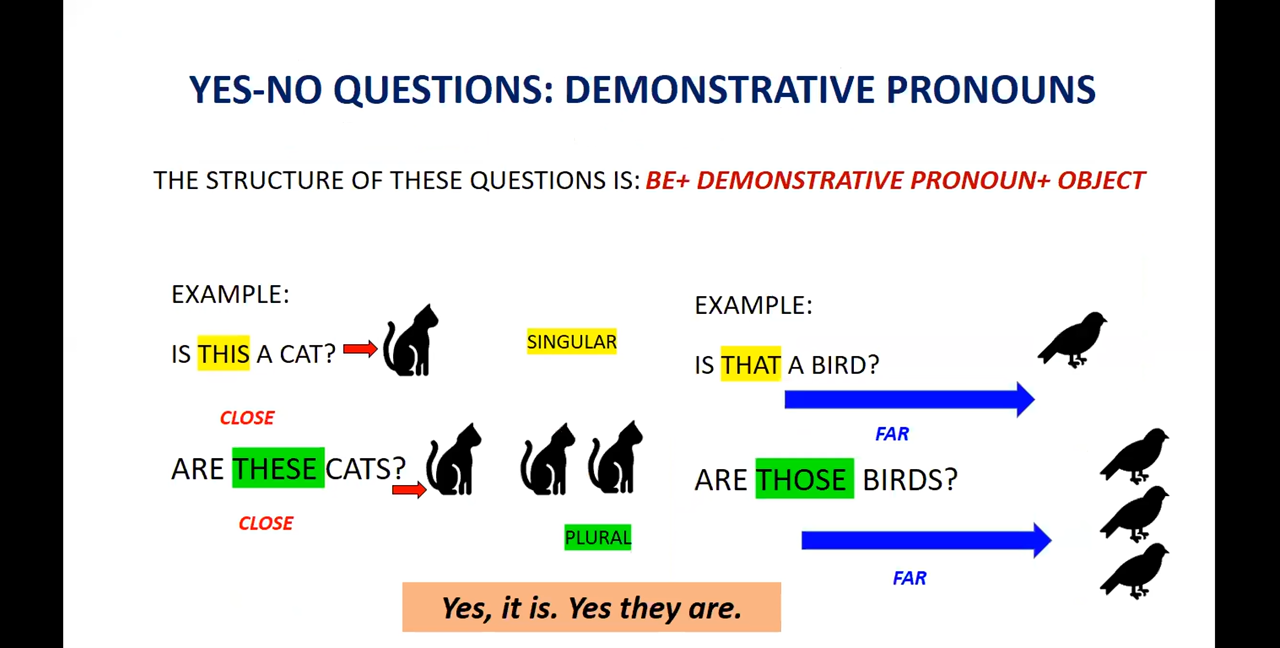 YES-NO QUESTIONS: DEMONSTRATIVE PRONOUNS
THE STRUCTURE OF THESE QUESTIONS IS: BE+ DEMONSTRATIVE PRONOUN+ OBJECT
EXAMPLE:
IS THIS A CAT?
SINGULAR
CLOSE
ARE THESE CATS?
CLOSE
PLURAL
EXAMPLE:
IS THAT A BIRD?
FAR
ARE THOSE BIRDS?
FAR
Yes, it is. Yes they are.